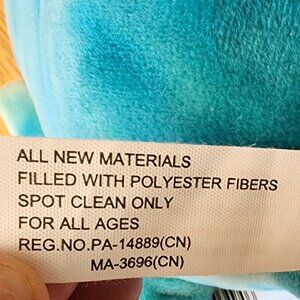 ALL NEW MATERIALS
FILLED WITH POLYESTER FIBERS
SPOT CLEAN ONLY
FOR ALL AGES
REG.NO.PA-14889(CN)
MA-3696(CN)